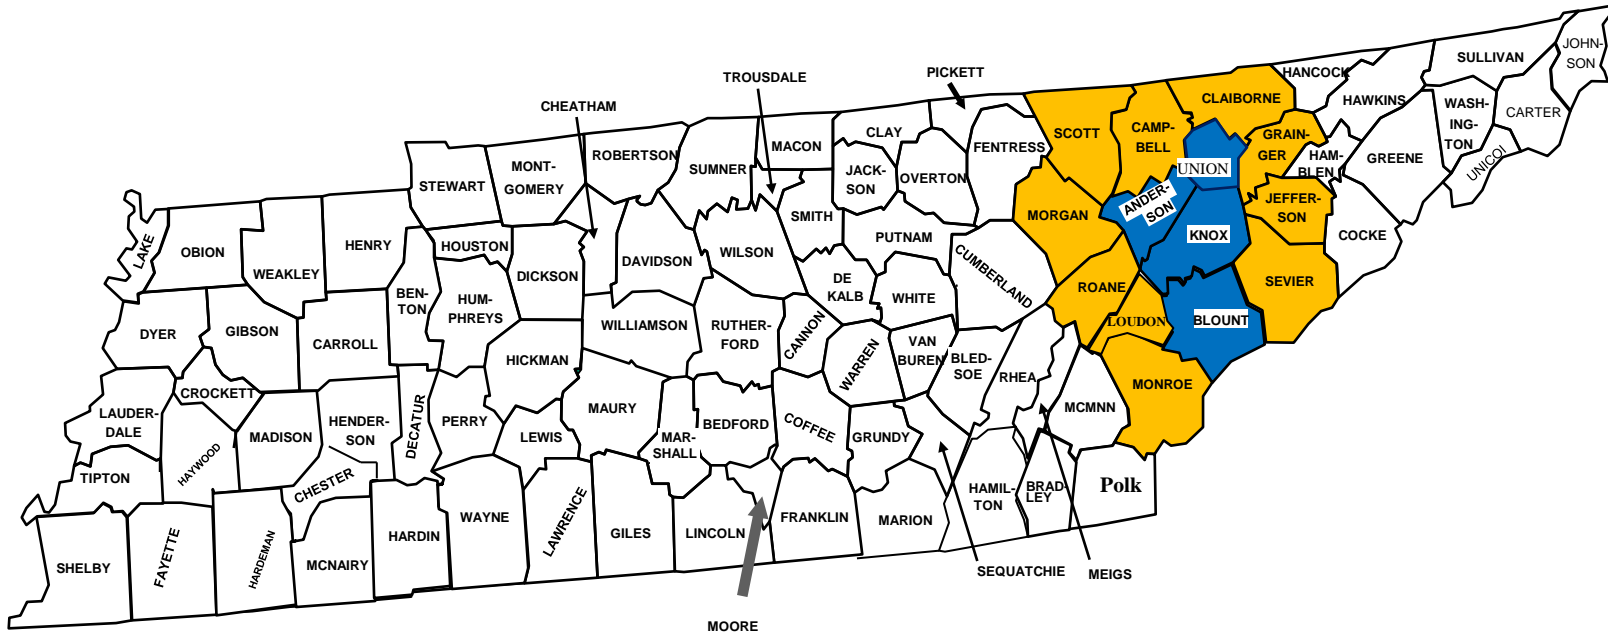 JOHN-
SON
SULLIVAN
HANCOCK
PICKETT
TROUSDALE
CHEATHAM
CLAIBORNE
HAWKINS
WASH-
ING-
TON
CARTER
UNICOI
SCOTT
CAMP-
BELL
GRAIN-
GER
GREENE
HAM-
BLEN
UNION
MACON
CLAY
FENTRESS
ROBERTSON
SUMNER
MONT-
GOMERY
STEWART
JACK-
SON
OVERTON
SMITH
MORGAN
ANDER-
SON
JEFFER-
SON
KNOX
COCKE
PUTNAM
CUMBERLAND
LAKE
OBION
WEAKLEY
HENRY
HOUSTON
DICKSON
DAVIDSON
WILSON
DE
KALB
WHITE
ROANE
LOUDON
BLOUNT
SEVIER
BEN-
TON
HUM-
PHREYS
WILLIAMSON
RUTHER-
FORD
CANNON
WARREN
VAN
BUREN
BLED-
SOE
RHEA
DYER
GIBSON
CARROLL
HICKMAN
MONROE
MCMNN
CROCKETT
LAUDER-
DALE
MADISON
HENDER-
SON
DECATUR
PERRY
LEWIS
MAURY
MAR-
SHALL
BEDFORD
COFFEE
GRUNDY
TIPTON
HAYWOOD
CHESTER
HAMIL-
TON
BRAD-
LEY
Polk
SHELBY
FAYETTE
HARDEMAN
MCNAIRY
HARDIN
WAYNE
LAWRENCE
GILES
LINCOLN
FRANKLIN
MARION
SEQUATCHIE
MEIGS
MOORE